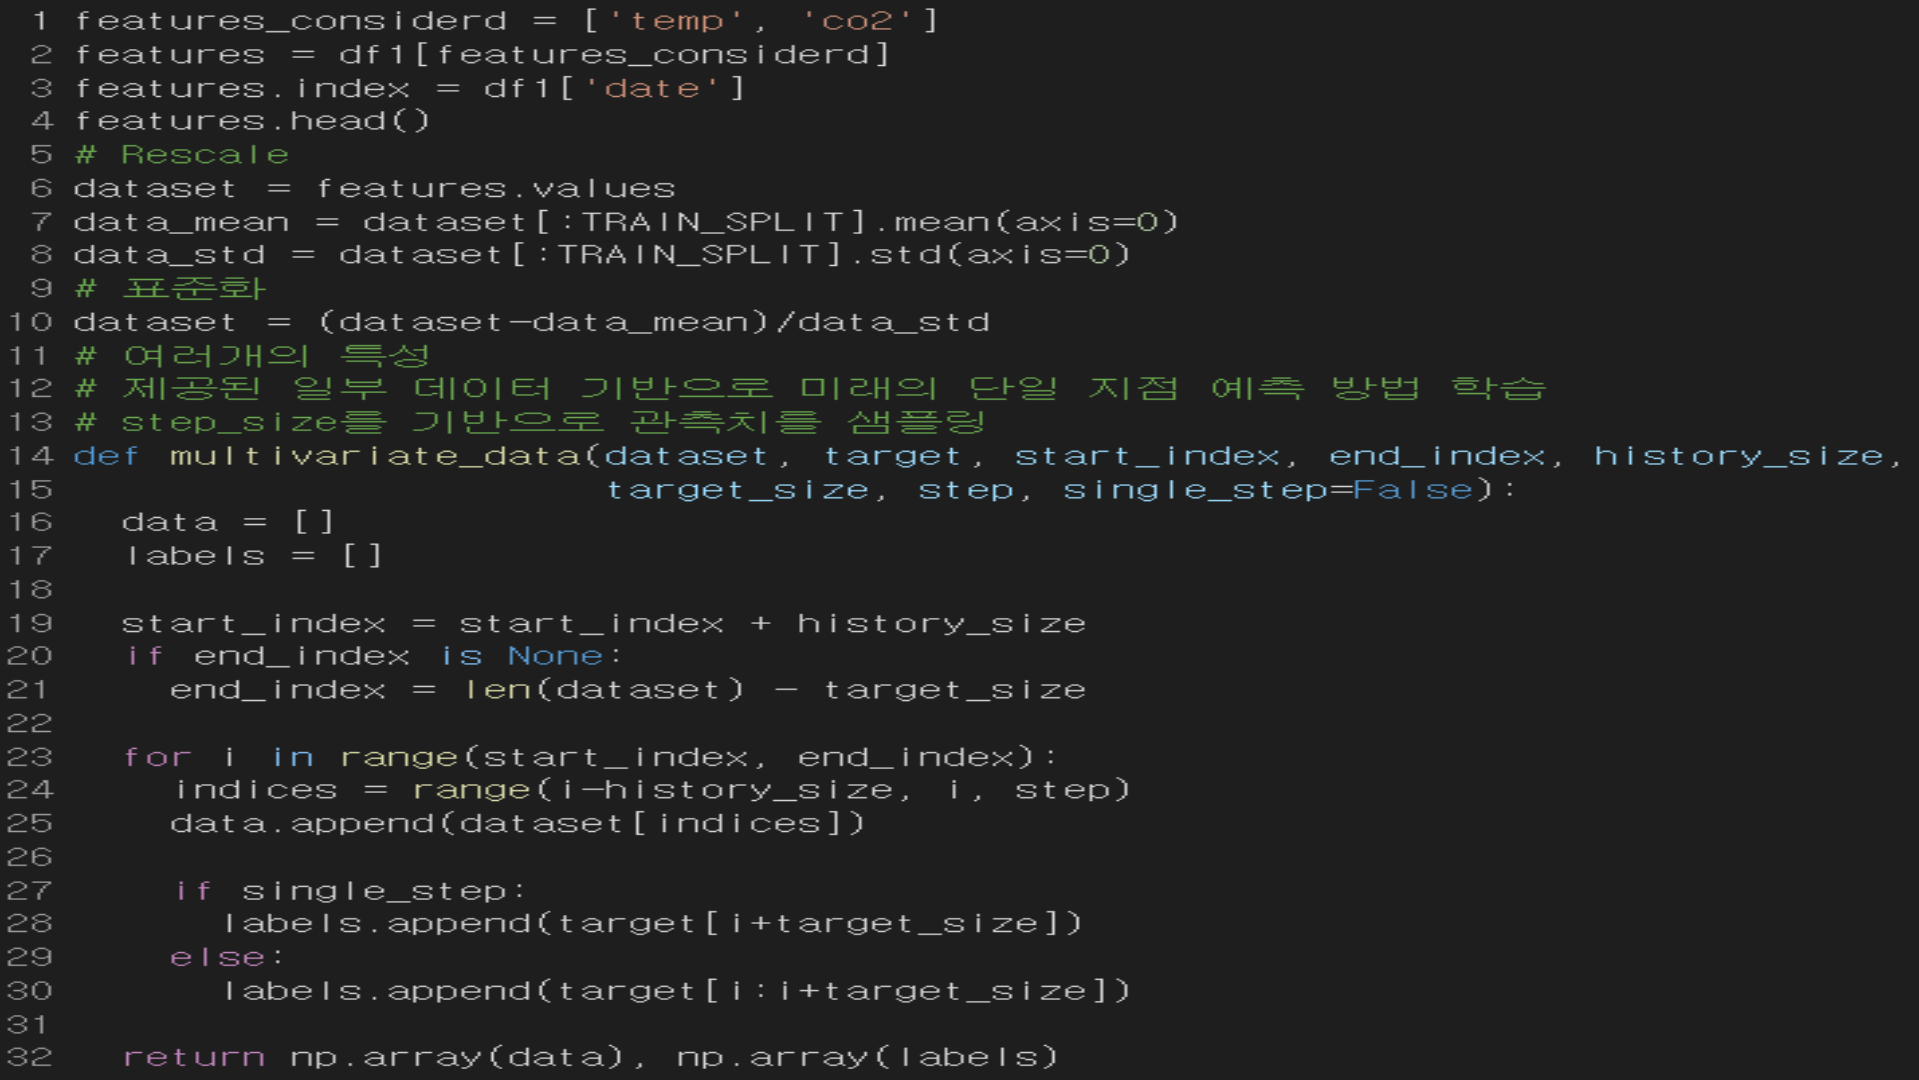 1 features_considerd = ['temp', 'co2']
2 features = df1[features_considerd]
3 features.index = df1['date']
4 features.head()
5 # Rescale
6 dataset = features.values
7 data_mean = dataset[:TRAIN_SPLIT].mean(axis=0)
8 data_std = dataset[:TRAIN_SPLIT].std(axis=0)
9 # 표준화
10 dataset = (dataset-data_mean)/data_std
11 # 여러개의 특성
12 # 제공된 일부 데이터 기반으로 미래의 단일 지점 예측 방법 학습
13 # step_size를 기반으로 관측치를 샘플링
14 def multivariate_data(dataset, target, start_index, end_index, history_size,
15                       target_size, step, single_step=False):
16   data = []
17   labels = []
18
19   start_index = start_index + history_size
20   if end_index is None:
21     end_index = len(dataset) - target_size
22
23   for i in range(start_index, end_index):
24     indices = range(i-history_size, i, step)
25     data.append(dataset[indices])
26
27     if single_step:
28       labels.append(target[i+target_size])
29     else:
30       labels.append(target[i:i+target_size])
31
32   return np.array(data), np.array(labels)